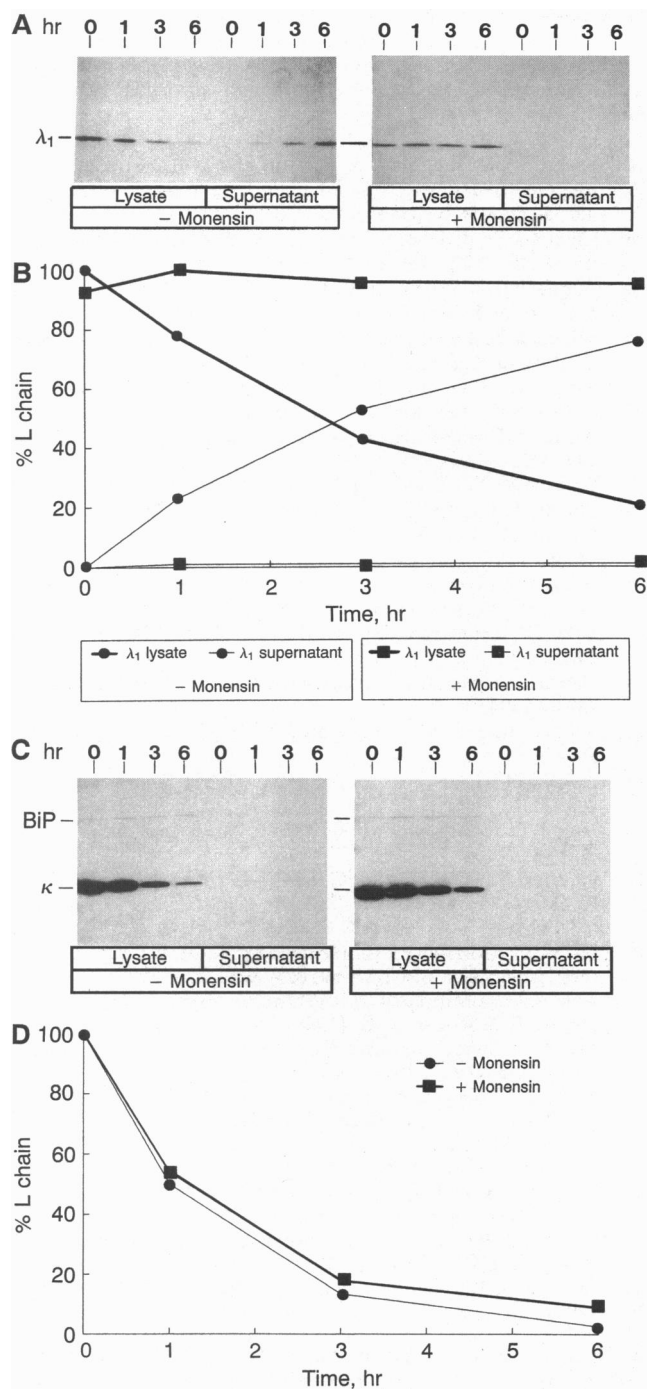 A hr 0 1 3 6 0 1 3 6 0 1 3 6 0 1 3 6
λ₁
Lysate Supernatant Lysate Supernatant
− Monensin + Monensin
B
100
80
60
40
20
0
% L chain
0 1 2 3 4 5 6
Time, hr
λ₁ lysate λ₁ supernatant λ₁ lysate λ₁ supernatant
− Monensin + Monensin
C hr 0 1 3 6 0 1 3 6 0 1 3 6 0 1 3 6
BiP
κ
Lysate Supernatant Lysate Supernatant
− Monensin + Monensin
D
100
80
60
40
20
0
% L chain
− Monensin
+ Monensin
0 1 2 3 4 5 6
Time, hr